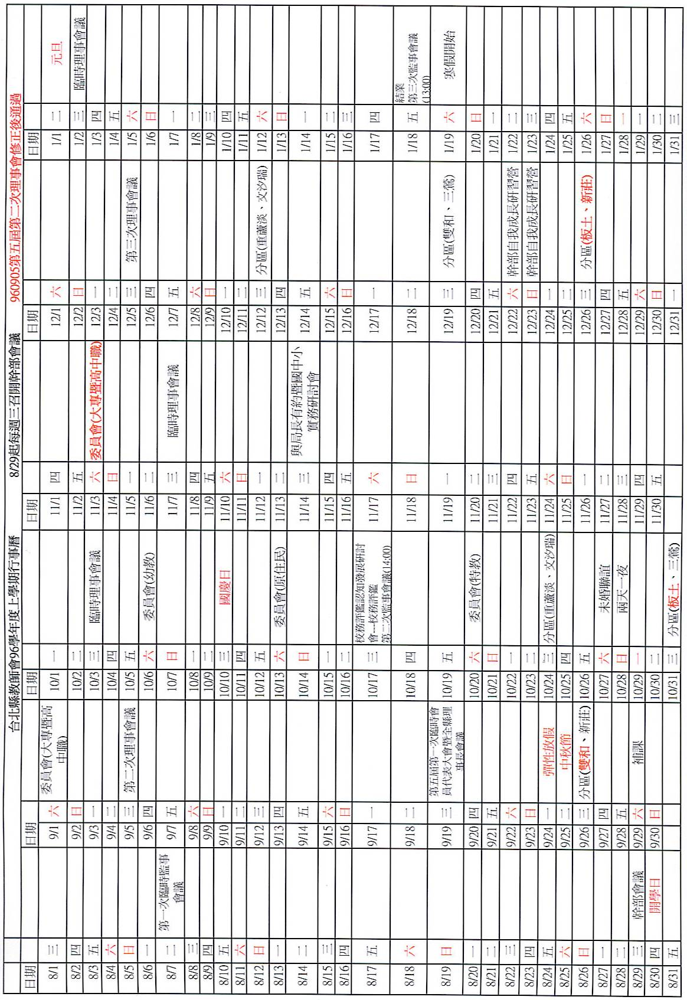 台北縣教師會96學年度上學期行事曆 8/29起每週三召開幹部會議 960905第五屆第二次理事會修正後通過
日期 日期 日期 日期 日期 日期
8/1 三 9/1 六 委員會(大專暨高中職) 10/1 一 11/1 四 12/1 六 1/1 二 元旦
8/2 四 9/2 日 10/2 二 11/2 五 12/2 日 1/2 三 臨時理事會議
8/3 五 9/3 一 10/3 三 臨時理事會議 11/3 六 委員會(大專暨高中職) 12/3 一 1/3 四
8/4 六 9/4 二 10/4 四 11/4 日 12/4 二 1/4 五
8/5 日 9/5 三 第二次理事會議 10/5 五 11/5 一 12/5 三 第三次理事會議 1/5 六
8/6 一 9/6 四 10/6 六 委員會(幼教) 11/6 二 12/6 四 1/6 日
8/7 二 第一次臨時監事會議 9/7 五 10/7 日 11/7 三 臨時理事會議 12/7 五 1/7 一
8/8 三 9/8 六 10/8 一 11/8 四 12/8 六 1/8 二
8/9 四 9/9 日 10/9 二 11/9 五 12/9 日 1/9 三
8/10 五 9/10 一 10/10 三 國慶日 11/10 六 12/10 一 1/10 四
8/11 六 9/11 二 10/11 四 11/11 日 12/11 二 1/11 五
8/12 日 9/12 三 10/12 五 11/12 一 12/12 三 分區(重蘆淡、文汐瑞) 1/12 六
8/13 一 9/13 四 10/13 六 委員會(原住民) 11/13 二 12/13 四 1/13 日
8/14 二 9/14 五 10/14 日 11/14 三 與局長有約暨國中小實務研討會 12/14 五 1/14 一
8/15 三 9/15 六 10/15 一 11/15 四 12/15 六 1/15 二
8/16 四 9/16 日 10/16 二 11/16 五 12/16 日 1/16 三
8/17 五 9/17 一 10/17 三 校務評鑑認知發展研討會---校務評鑑 第二次監事會議(14:00) 11/17 六 12/17 一 1/17 四
8/18 六 9/18 二 10/18 四 11/18 日 12/18 二 1/18 五 結業 第三次監事會議(13:00)
8/19 日 9/19 三 第五屆第一次臨時會員代表大會暨全縣理事長會議 10/19 五 11/19 一 12/19 三 分區(雙和、三鶯) 1/19 六 寒假開始
8/20 一 9/20 四 10/20 六 委員會(特教) 11/20 二 12/20 四 1/20 日
8/21 二 9/21 五 10/21 日 11/21 三 12/21 五 1/21 一
8/22 三 9/22 六 10/22 一 11/22 四 12/22 六 幹部自我成長研習營 1/22 二
8/23 四 9/23 日 10/23 二 11/23 五 12/23 日 幹部自我成長研習營 1/23 三
8/24 五 9/24 一 彈性放假 10/24 三 分區(重蘆淡、文汐瑞) 11/24 六 12/24 一 1/24 四
8/25 六 9/25 二 中秋節 10/25 四 11/25 日 12/25 二 1/25 五
8/26 日 9/26 三 分區(雙和、新莊) 10/26 五 11/26 一 12/26 三 分區(板土、新莊) 1/26 六
8/27 一 9/27 四 10/27 六 未婚聯誼 11/27 二 12/27 四 1/27 日
8/28 二 9/28 五 10/28 日 兩天一夜 11/28 三 12/28 五 1/28 一
8/29 三 幹部會議 9/29 六 補課 10/29 一 11/29 四 12/29 六 1/29 一
8/30 四 開學日 9/30 日 10/30 二 11/30 五 12/30 日 1/30 二
8/31 五 10/31 三 分區(板土、三鶯) 12/31 一 1/31 三